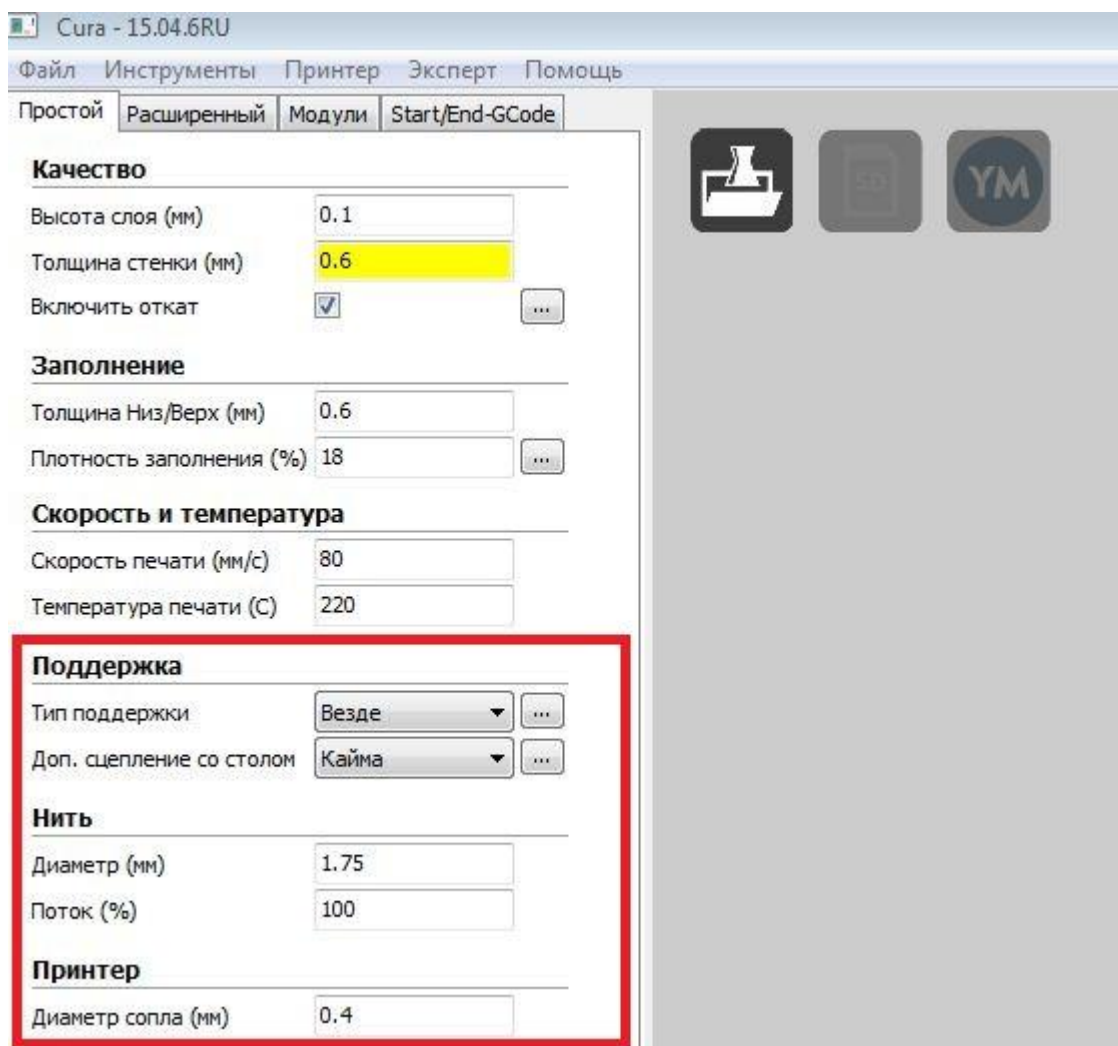 Cura - 15.04.6RU
Файл Инструменты Принтер Эксперт Помощь
Простой Расширенный Модули Start/End-GCode
Качество
Высота слоя (мм) 0.1
Толщина стенки (мм) 0.6
Включить откат ...
Заполнение
Толщина Низ/Верх (мм) 0.6
Плотность заполнения (%) 18 ...
Скорость и температура
Скорость печати (мм/с) 80
Температура печати (С) 220
Поддержка
Тип поддержки Везде ...
Доп. сцепление со столом Кайма ...
Нить
Диаметр (мм) 1.75
Поток (%) 100
Принтер
Диаметр сопла (мм) 0.4
SD
YM